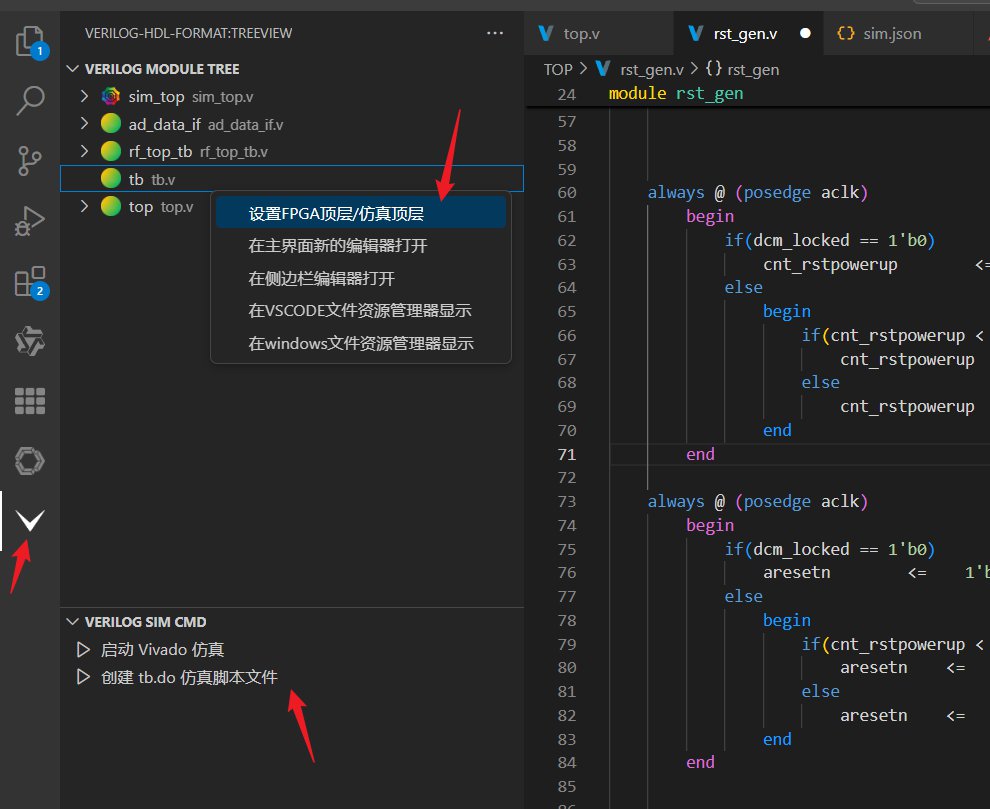 VERILOG-HDL-FORMAT:TREEVIEW
...
1
2
VERILOG MODULE TREE
sim_top sim_top.v
ad_data_if ad_data_if.v
rf_top_tb rf_top_tb.v
tb tb.v
top top.v
设置FPGA顶层/仿真顶层
在主界面新的编辑器打开
在侧边栏编辑器打开
在VSCODE文件资源管理器显示
在windows文件资源管理器显示
VERILOG SIM CMD
启动 Vivado 仿真
创建 tb.do 仿真脚本文件
top.v
rst_gen.v
{} sim.json
TOP > rst_gen.v > {} rst_gen
24 module rst_gen
57
58
59
60 always @ (posedge aclk)
61 begin
62 if(dcm_locked == 1'b0)
63 cnt_rstpowerup <=
64 else
65 begin
66 if(cnt_rstpowerup <
67 cnt_rstpowerup
68 else
69 cnt_rstpowerup
70 end
71 end
72
73 always @ (posedge aclk)
74 begin
75 if(dcm_locked == 1'b0)
76 aresetn <= 1'b
77 else
78 begin
79 if(cnt_rstpowerup <
80 aresetn <=
81 else
82 aresetn <=
83 end
84 end
85
86